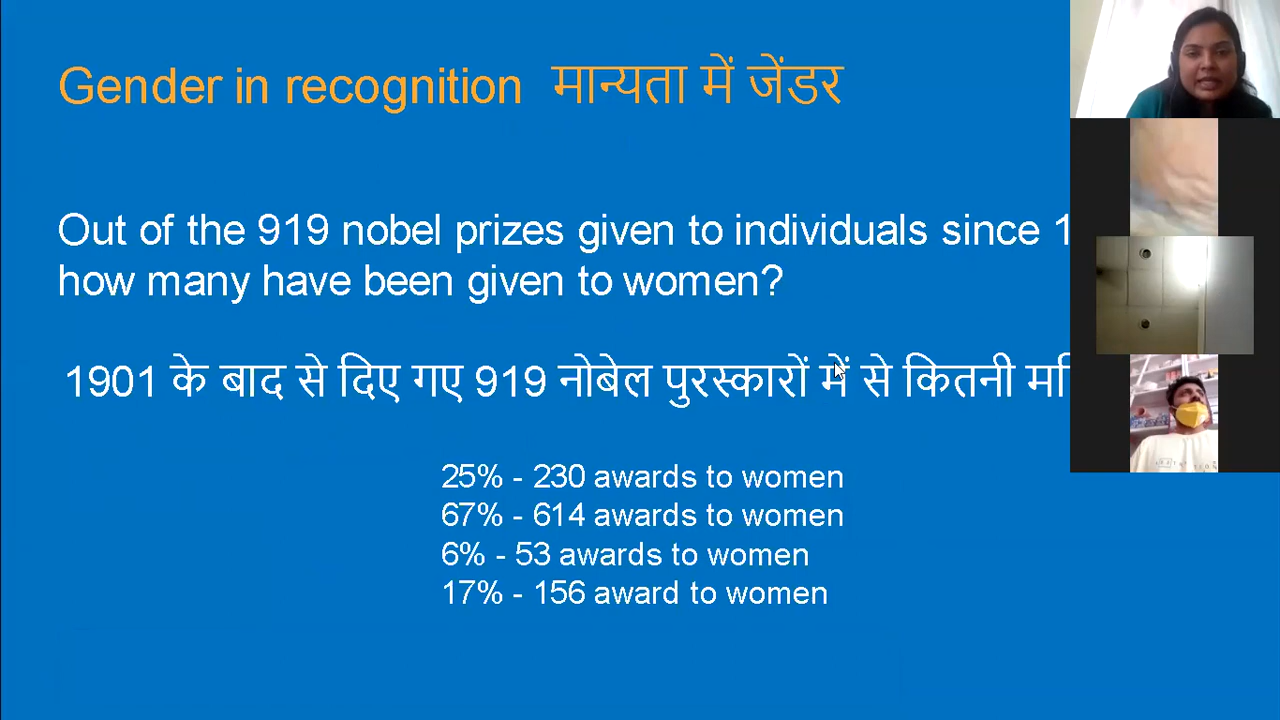 Gender in recognition मान्यता में जेंडर
Out of the 919 nobel prizes given to individuals since 1
how many have been given to women?
1901 के बाद से दिए गए 919 नोबेल पुरस्कारों में से कितनी
25% - 230 awards to women
67% - 614 awards to women
6% - 53 awards to women
17% - 156 award to women